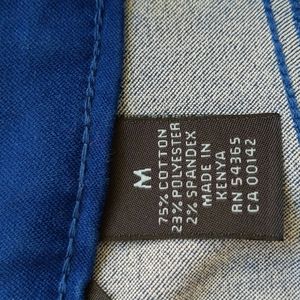 M
75% COTTON
23% POLYESTER
2% SPANDEX
MADE IN
KENYA
RN 54365
CA 00142